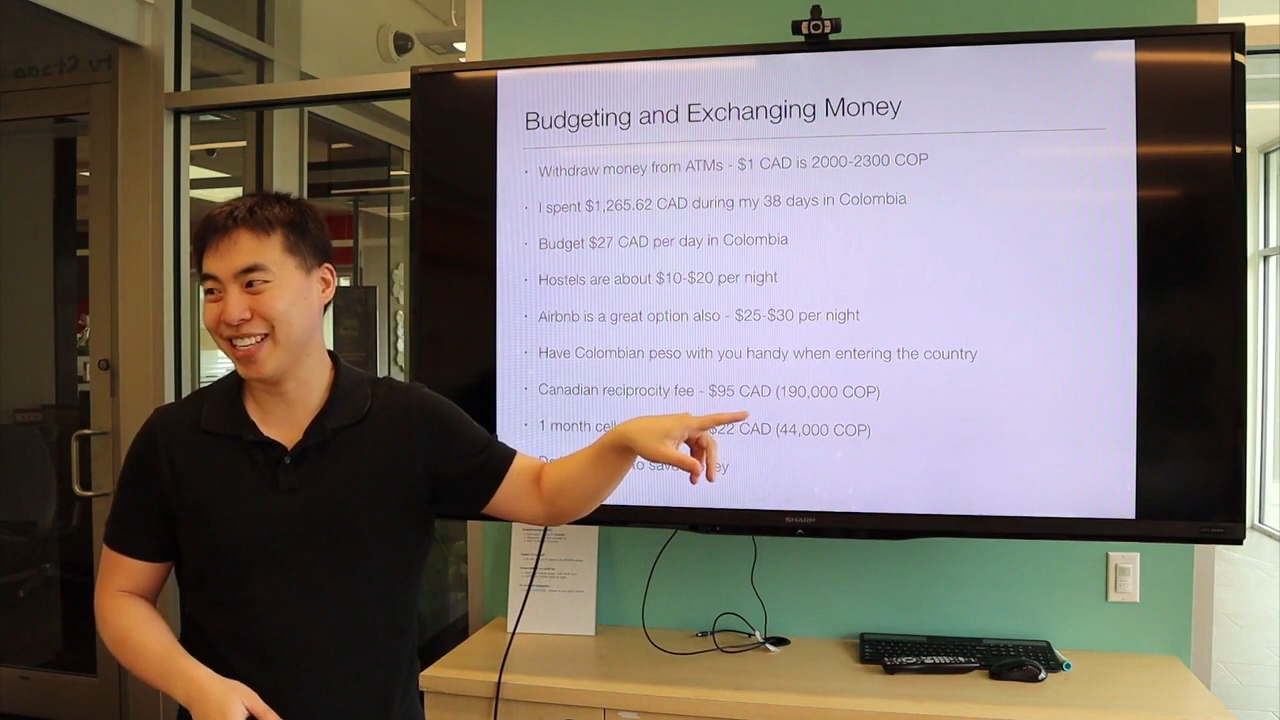 Budgeting and Exchanging Money
• Withdraw money from ATMs - $1 CAD is 2000-2300 COP
• I spent $1,265.62 CAD during my 38 days in Colombia
• Budget $27 CAD per day in Colombia
• Hostels are about $10-$20 per night
• Airbnb is a great option also - $25-$30 per night
• Have Colombian peso with you handy when entering the country
• Canadian reciprocity fee - $95 CAD (190,000 COP)
• 1 month $22 CAD (44,000 COP)
to
SHARP